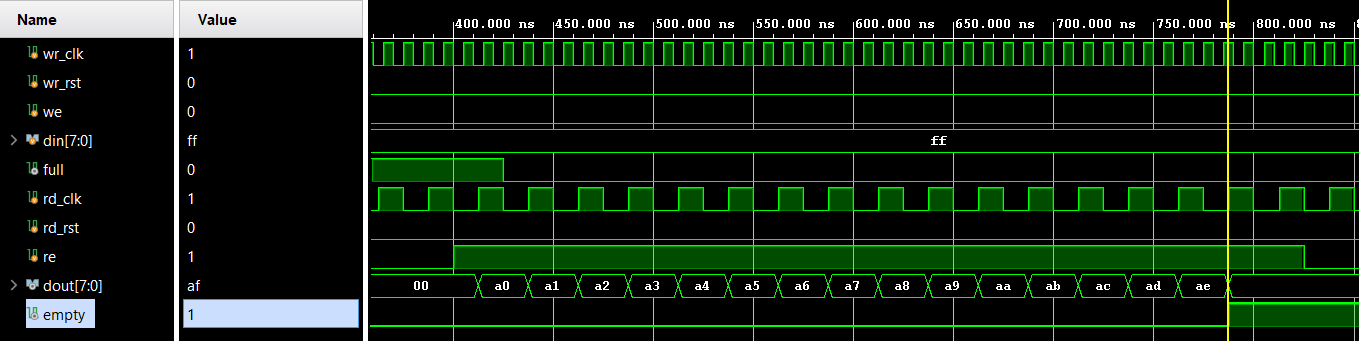 Name Value
400.000 ns 450.000 ns 500.000 ns 550.000 ns 600.000 ns 650.000 ns 700.000 ns 750.000 ns 800.000 ns
wr_clk 1
wr_rst 0
we 0
din[7:0] ff ff
full 0
rd_clk 1
rd_rst 0
re 1
dout[7:0] af 00 a0 a1 a2 a3 a4 a5 a6 a7 a8 a9 aa ab ac ad ae
empty 1